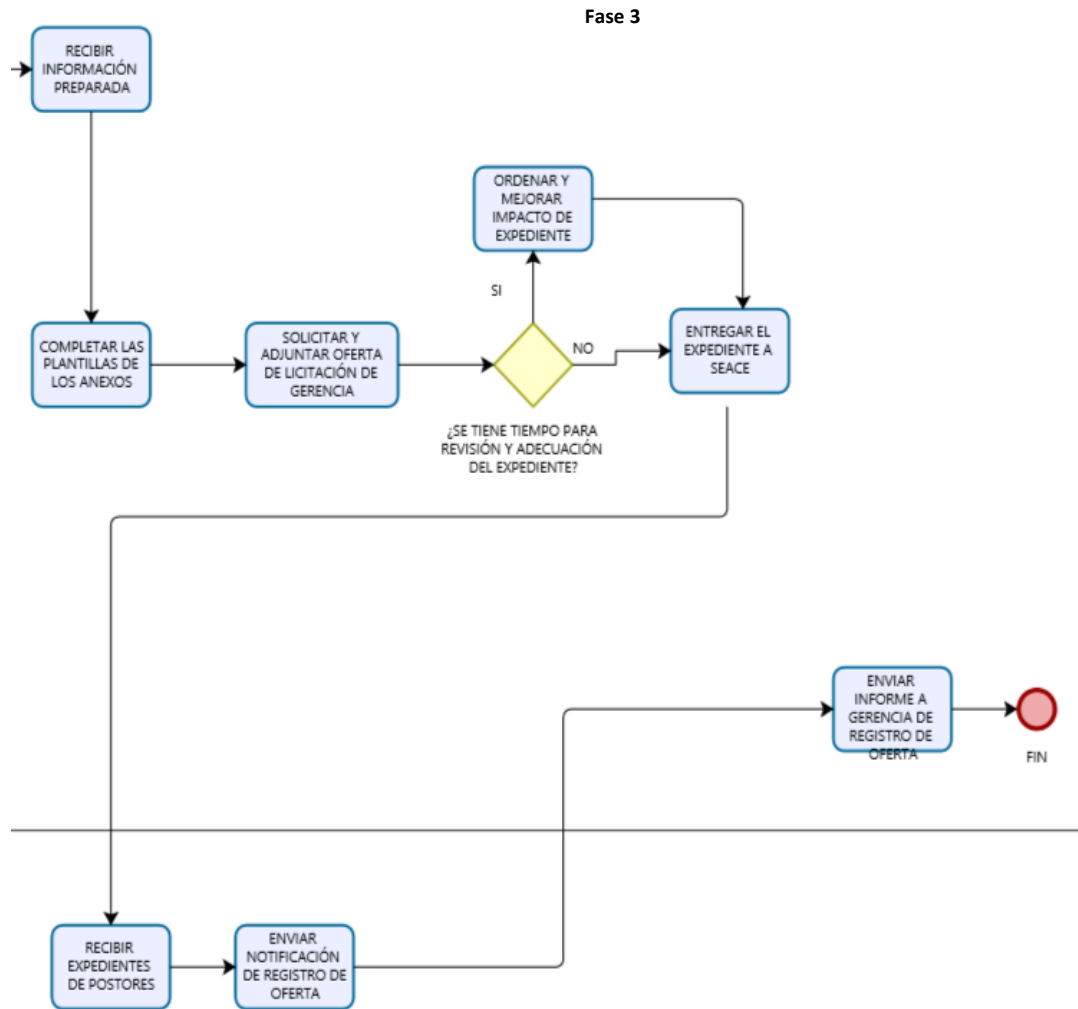 Fase 3
RECIBIR
INFORMACIÓN
PREPARADA
ORDENAR Y
MEJORAR
IMPACTO DE
EXPEDIENTE
SI
COMPLETAR LAS
PLANTILLAS DE
LOS ANEXOS
SOLICITAR Y
ADJUNTAR OFERTA
DE LICITACIÓN DE
GERENCIA
NO
ENTREGAR EL
EXPEDIENTE A
SEACE
¿SE TIENE TIEMPO PARA
REVISIÓN Y ADECUACIÓN
DEL EXPEDIENTE?
ENVIAR
INFORME A
GERENCIA DE
REGISTRO DE
OFERTA
FIN
RECIBIR
EXPEDIENTES
DE POSTORES
ENVIAR
NOTIFICACIÓN
DE REGISTRO DE
OFERTA